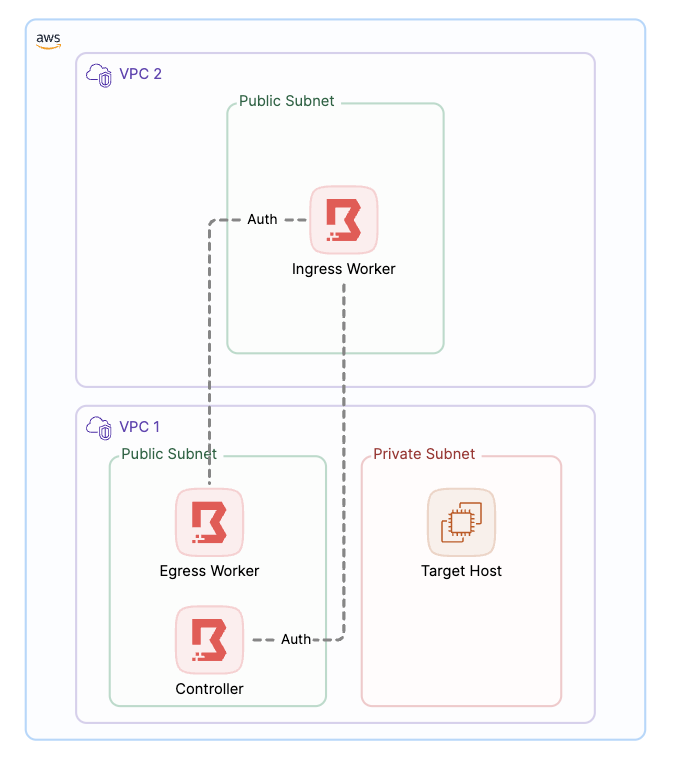 aws
VPC 2
Public Subnet
Auth
Ingress Worker
VPC 1
Public Subnet
Private Subnet
Egress Worker
Target Host
Auth
Controller